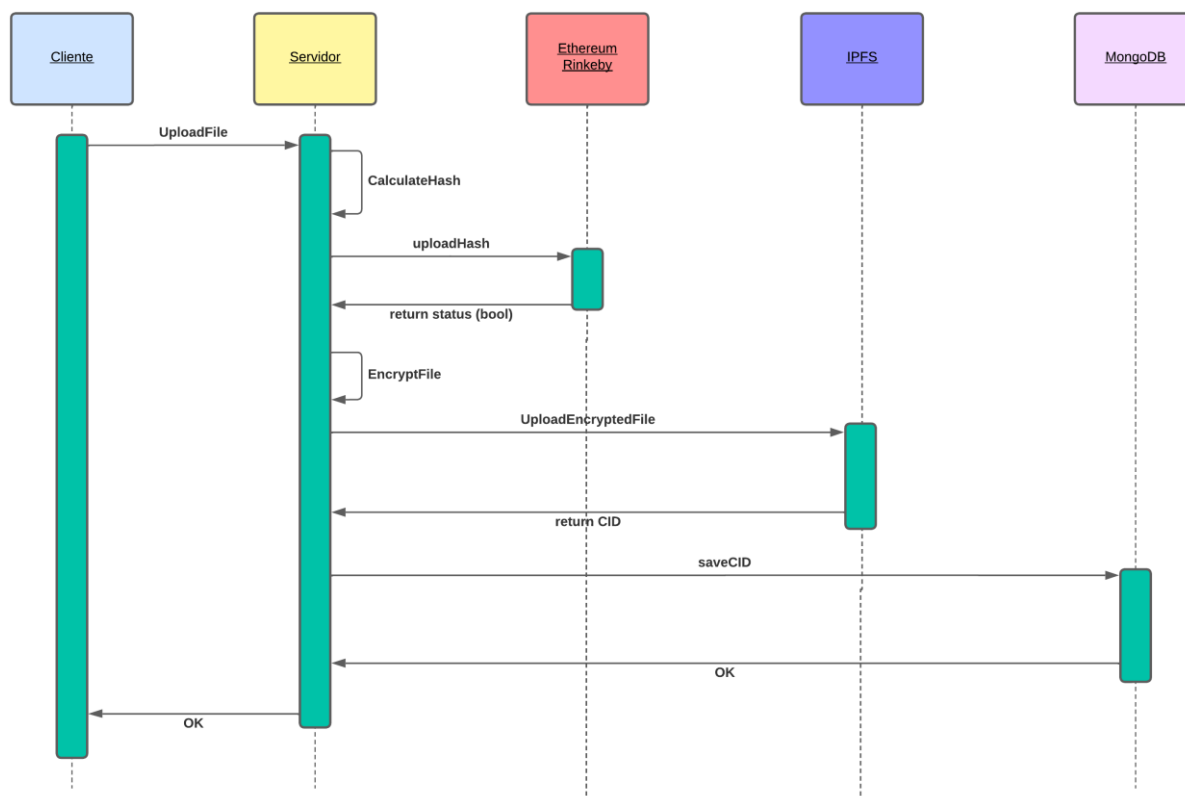 Cliente
Servidor
Ethereum
Rinkeby
IPFS
MongoDB
UploadFile
CalculateHash
uploadHash
return status (bool)
EncryptFile
UploadEncryptedFile
return CID
saveCID
OK
OK